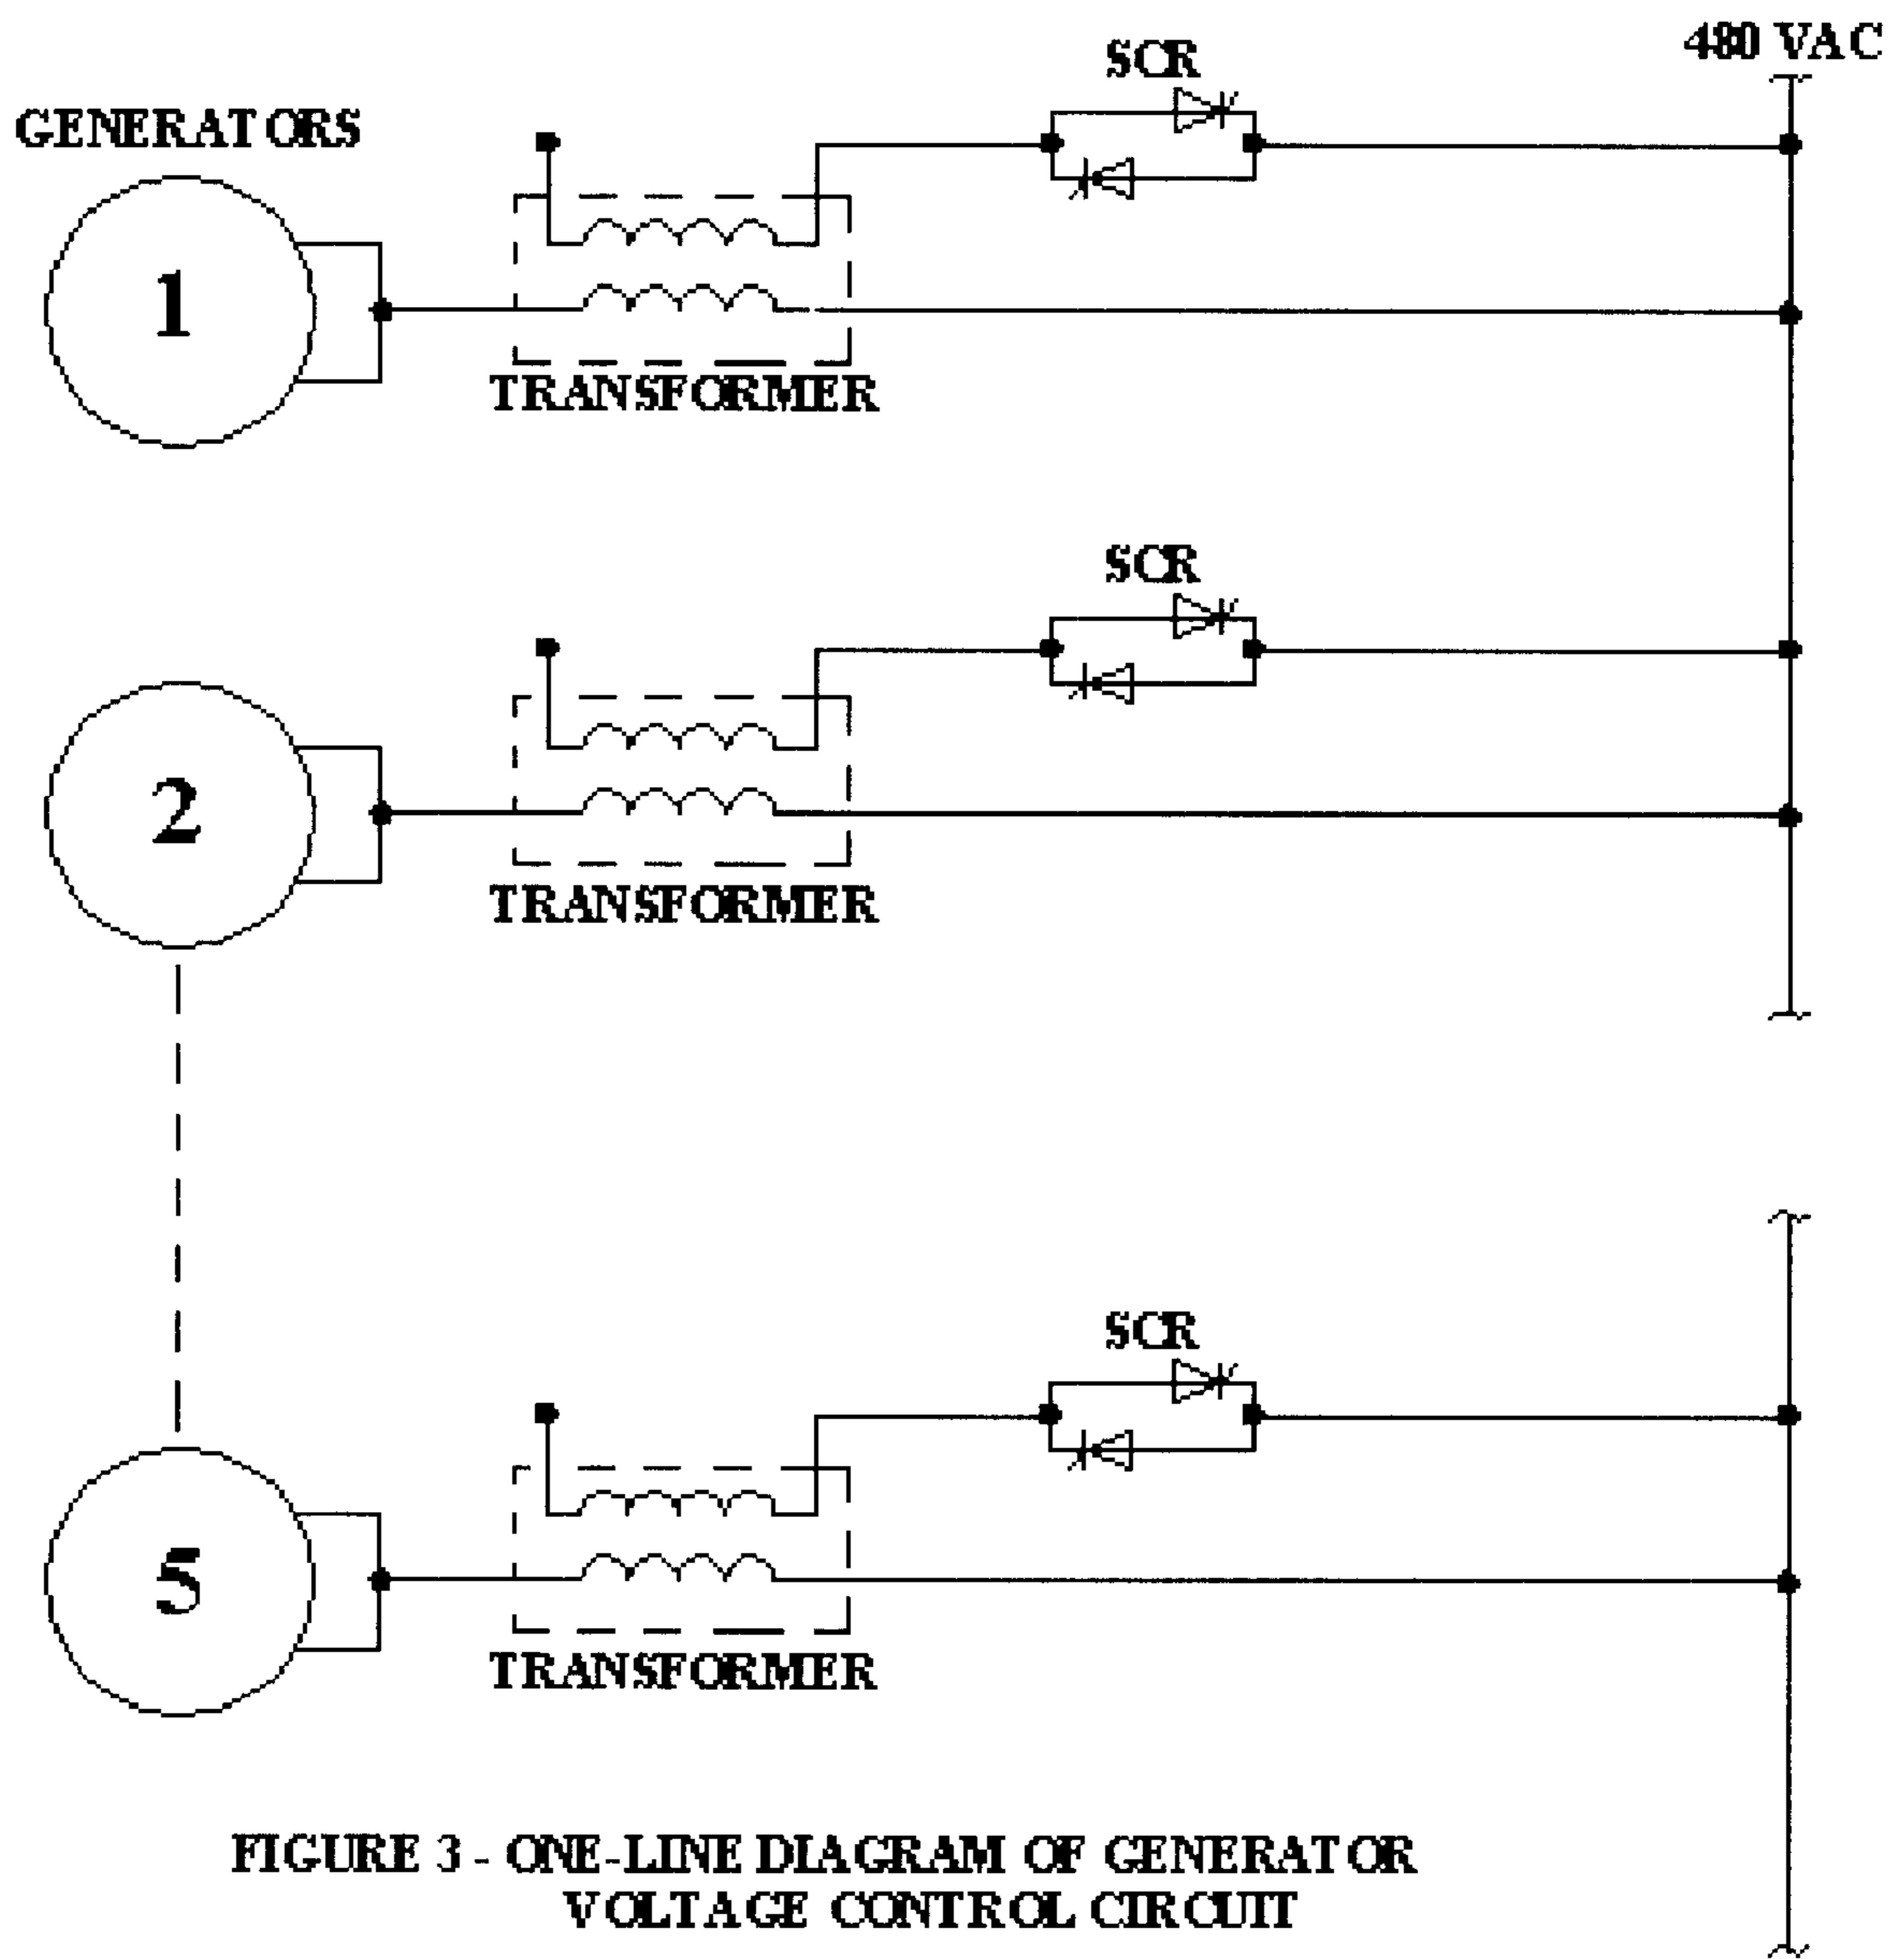 480 VAC
SCR
GENERATORS
1
TRANSFORMER
SCR
2
TRANSFORMER
SCR
5
TRANSFORMER
FIGURE 3 - ONE-LINE DIAGRAM OF GENERATOR
VOLTAGE CONTROL CIRCUIT